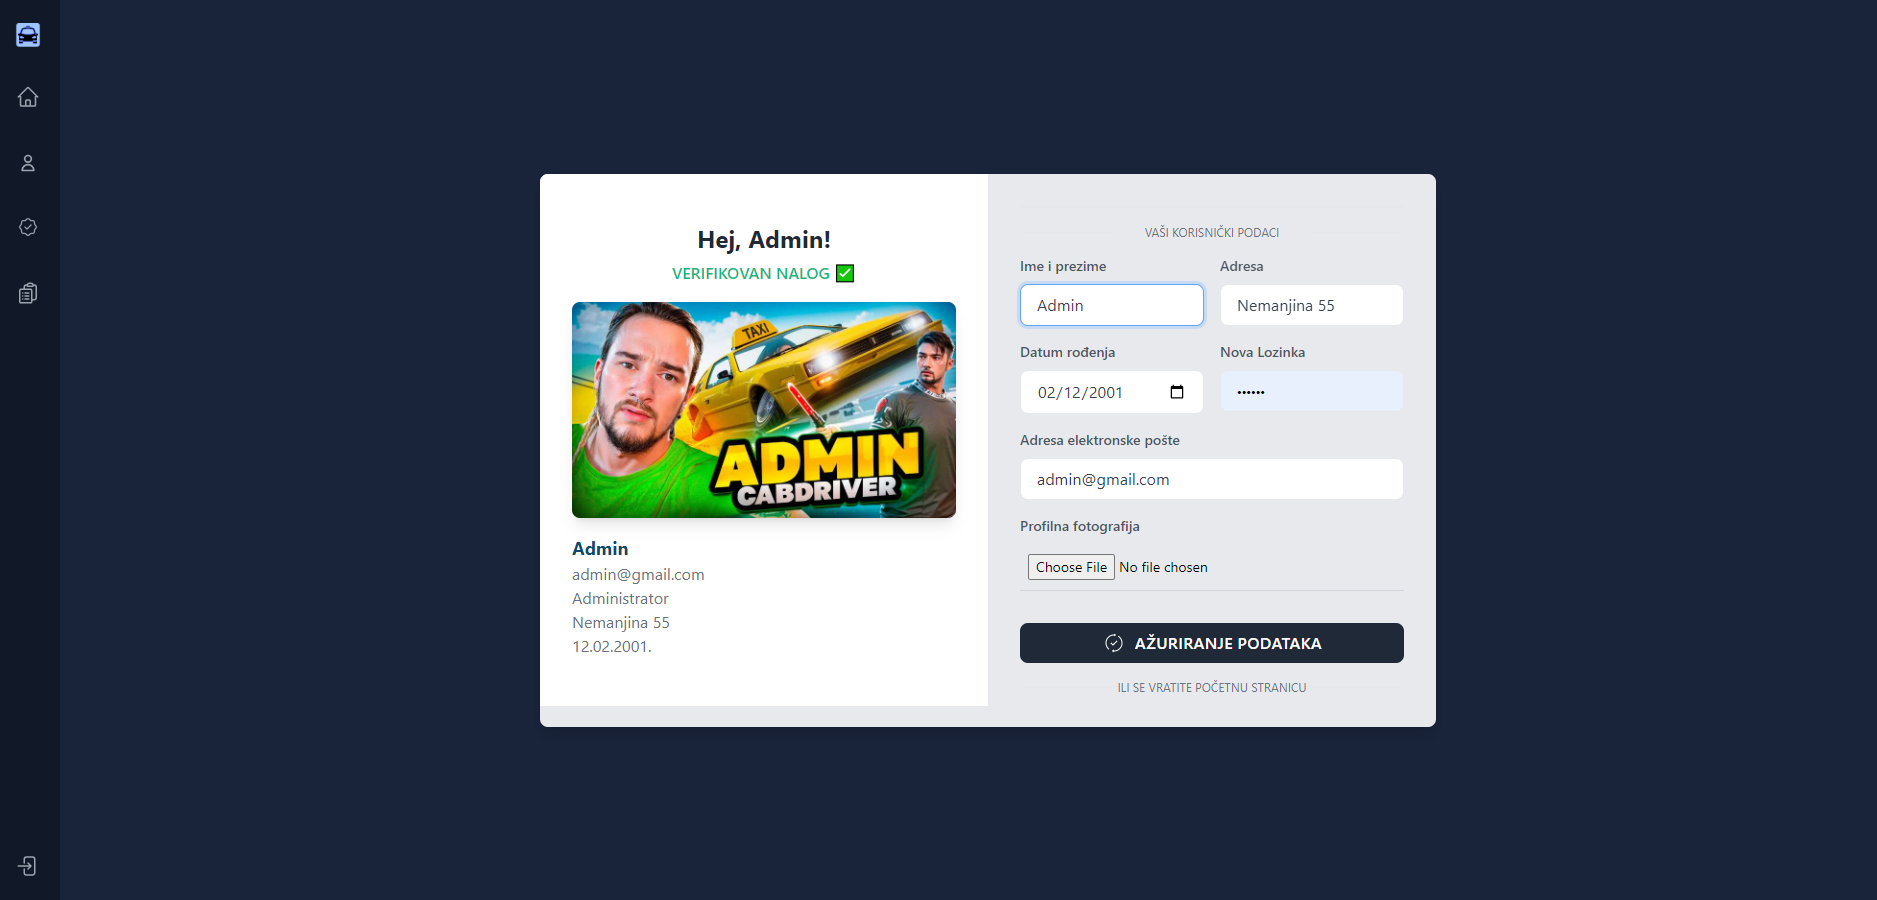 Hej, Admin!
VERIFIKOVAN NALOG ✅
TAXI
ADMIN
CABDRIVER
Admin
admin@gmail.com
Administrator
Nemanjina 55
12.02.2001.
VAŠI KORISNIČKI PODACI
Ime i prezime
Adresa
Admin
Nemanjina 55
Datum rođenja
Nova Lozinka
02/12/2001
••••••
Adresa elektronske pošte
admin@gmail.com
Profilna fotografija
Choose File No file chosen
AŽURIRANJE PODATAKA
ILI SE VRATITE POČETNU STRANICU